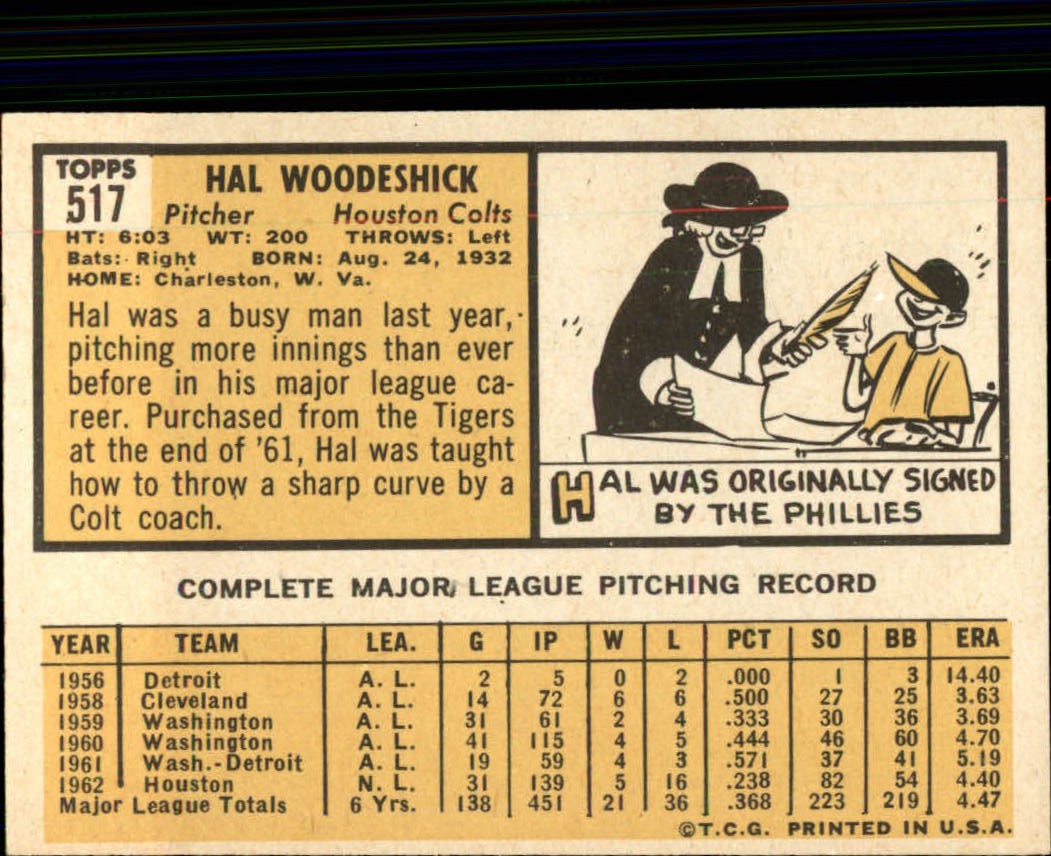 TOPPS
517
HAL WOODESHICK
Pitcher Houston Colts
HT: 6:03 WT: 200 THROWS: Left
Bats: Right BORN: Aug. 24, 1932
HOME: Charleston, W. Va.
Hal was a busy man last year,
pitching more innings than ever
before in his major league ca-
reer. Purchased from the Tigers
at the end of '61, Hal was taught
how to throw a sharp curve by a
Colt coach.
HAL WAS ORIGINALLY SIGNED
BY THE PHILLIES
COMPLETE MAJOR LEAGUE PITCHING RECORD
YEAR TEAM LEA. G IP W L PCT SO BB ERA
1956 Detroit A. L. 2 5 0 2 .000 1 3 14.40
1958 Cleveland A. L. 14 72 6 6 .500 27 25 3.63
1959 Washington A. L. 31 61 2 4 .333 30 36 3.69
1960 Washington A. L. 41 115 4 5 .444 46 60 4.70
1961 Wash.-Detroit A. L. 19 59 4 3 .571 37 41 5.19
1962 Houston N. L. 31 139 5 16 .238 82 54 4.40
Major League Totals 6 Yrs. 138 451 21 36 .368 223 219 4.47
©T.C.G. PRINTED IN U.S.A.